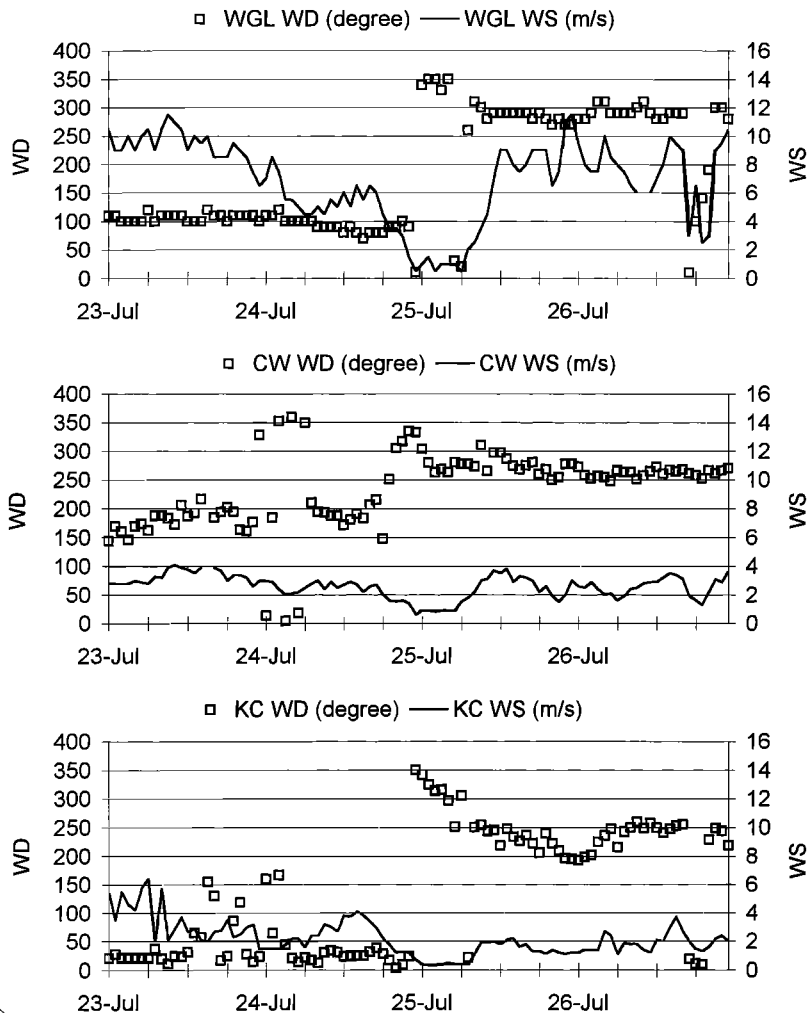 WGL WD (degree) WGL WS (m/s)
400 16
350 14
300 12
250 10
WD 200 8 WS
150 6
100 4
50 2
0 0
23-Jul 24-Jul 25-Jul 26-Jul
CW WD (degree) CW WS (m/s)
400 16
350 14
300 12
250 10
WD 200 8 WS
150 6
100 4
50 2
0 0
23-Jul 24-Jul 25-Jul 26-Jul
KC WD (degree) KC WS (m/s)
400 16
350 14
300 12
250 10
WD 200 8 WS
150 6
100 4
50 2
0 0
23-Jul 24-Jul 25-Jul 26-Jul